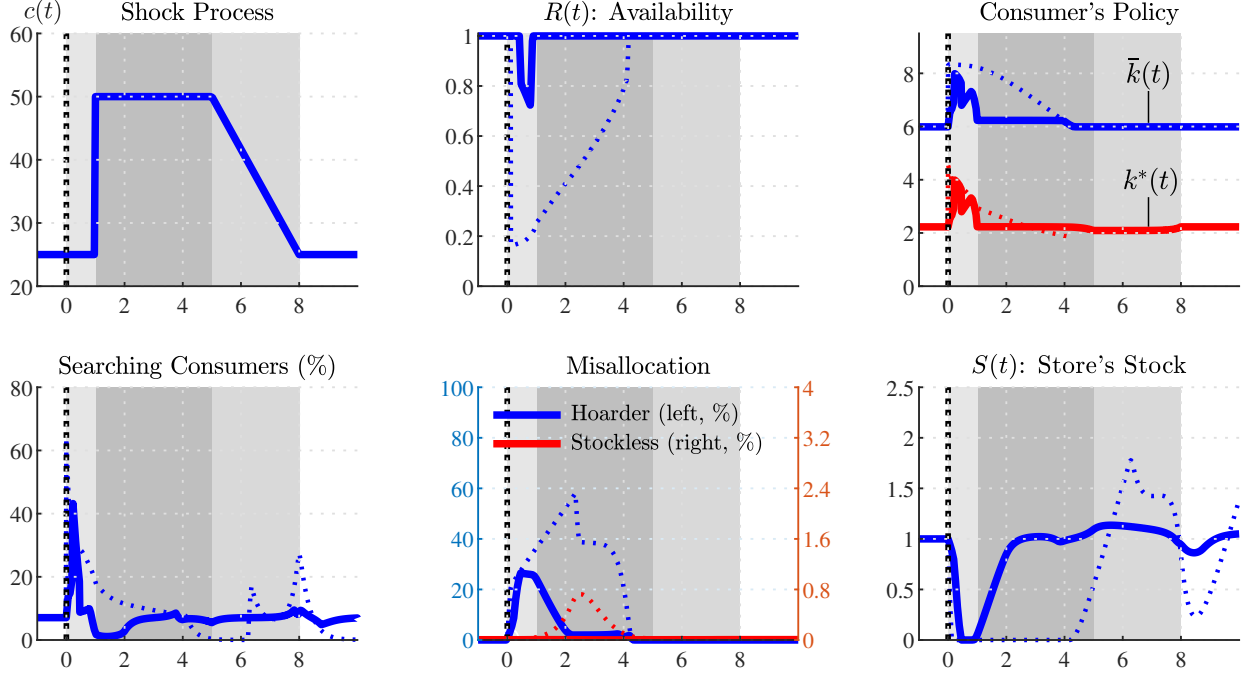 c(t)
Shock Process
60
50
40
30
20
0 2 4 6 8
R(t): Availability
1
0.8
0.6
0.4
0.2
0
0 2 4 6 8
Consumer's Policy
8
6
4
2
0
k̄(t)
k*(t)
0 2 4 6 8
Searching Consumers (%)
80
60
40
20
0
0 2 4 6 8
Misallocation
100
80
60
40
20
0
Hoarder (left, %)
Stockless (right, %)
4
3.2
2.4
1.6
0.8
0
0 2 4 6 8
S(t): Store's Stock
2.5
2
1.5
1
0.5
0
0 2 4 6 8